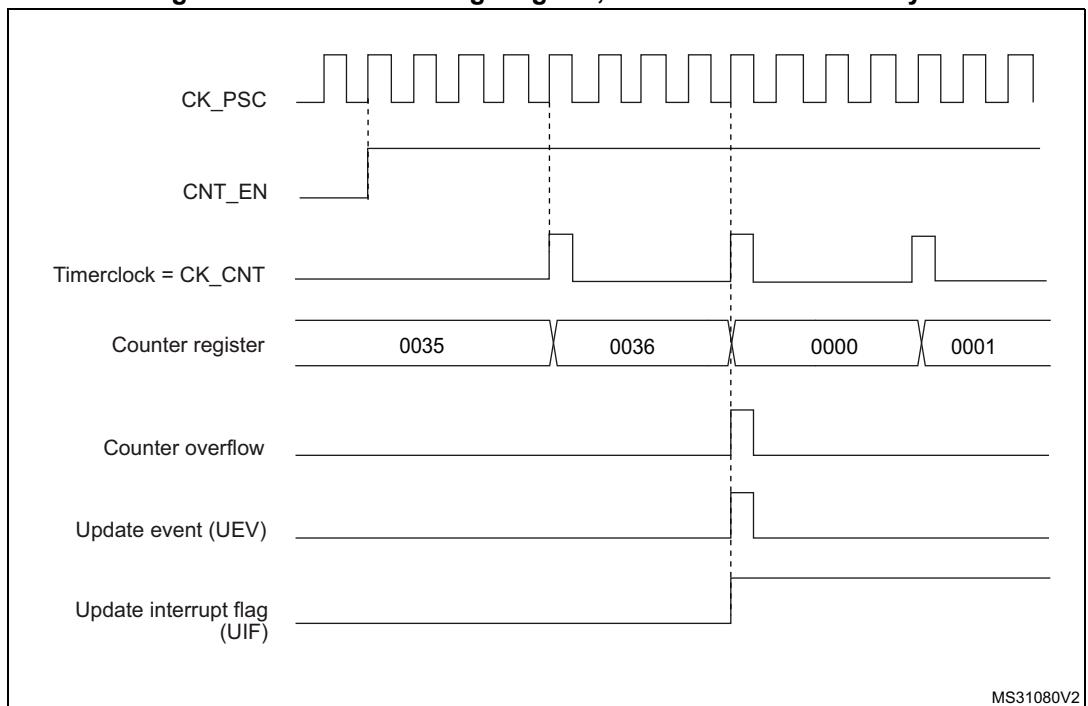 CK_PSC
CNT_EN
Timerclock = CK_CNT
Counter register
0035
0036
0000
0001
Counter overflow
Update event (UEV)
Update interrupt flag
(UIF)
MS31080V2